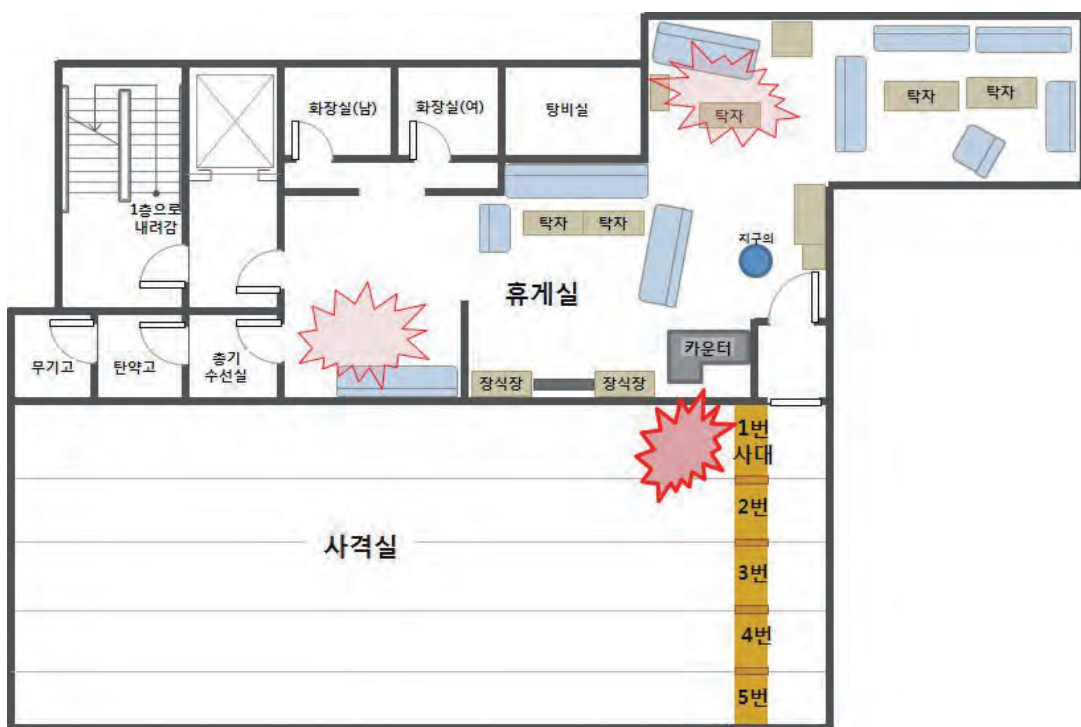 탁자
탁자
탁자
화장실(남)
화장실(여)
탕비실
1층으로
내려감
탁자
탁자
지구의
휴게실
카운터
무기고
탄약고
총기
수선실
장식장
장식장
1번
사대
2번
사격실
3번
4번
5번